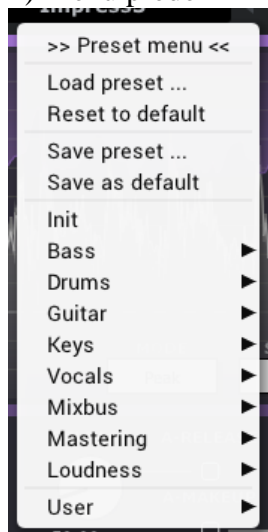 >> Preset menu <<
Load preset ...
Reset to default
Save preset ...
Save as default
Init
Bass
Drums
Guitar
Keys
Vocals
Mixbus
Mastering
Loudness
User